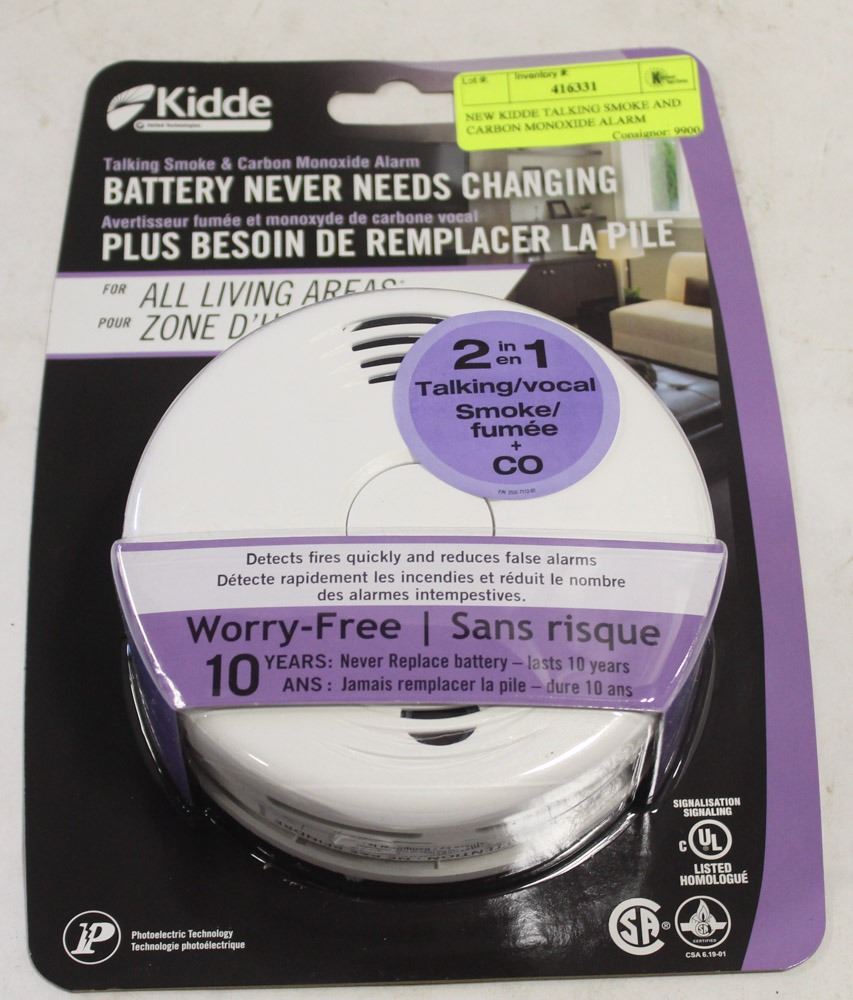 Kidde
United Technologies
Lot #:
Inventory #:
416331
NEW KIDDE TALKING SMOKE AND
CARBON MONOXIDE ALARM
Consignor: 9900
Talking Smoke & Carbon Monoxide Alarm
BATTERY NEVER NEEDS CHANGING
Avertisseur fumée et monoxyde de carbone vocal
PLUS BESOIN DE REMPLACER LA PILE
FOR ALL LIVING AREAS
POUR ZONE D'
2 in en 1
Talking/vocal
Smoke/
fumée
+
CO
Detects fires quickly and reduces false alarms
Détecte rapidement les incendies et réduit le nombre
des alarmes intempestives.
Worry-Free | Sans risque
10 YEARS: Never Replace battery – lasts 10 years
ANS : Jamais remplacer la pile – dure 10 ans
SIGNALISATION
SIGNALING
C UL
LISTED
HOMOLOGUÉ
P
Photoelectric Technology
Technologie photoélectrique
SA ®
CERTIFIED
CSA 6.19-01